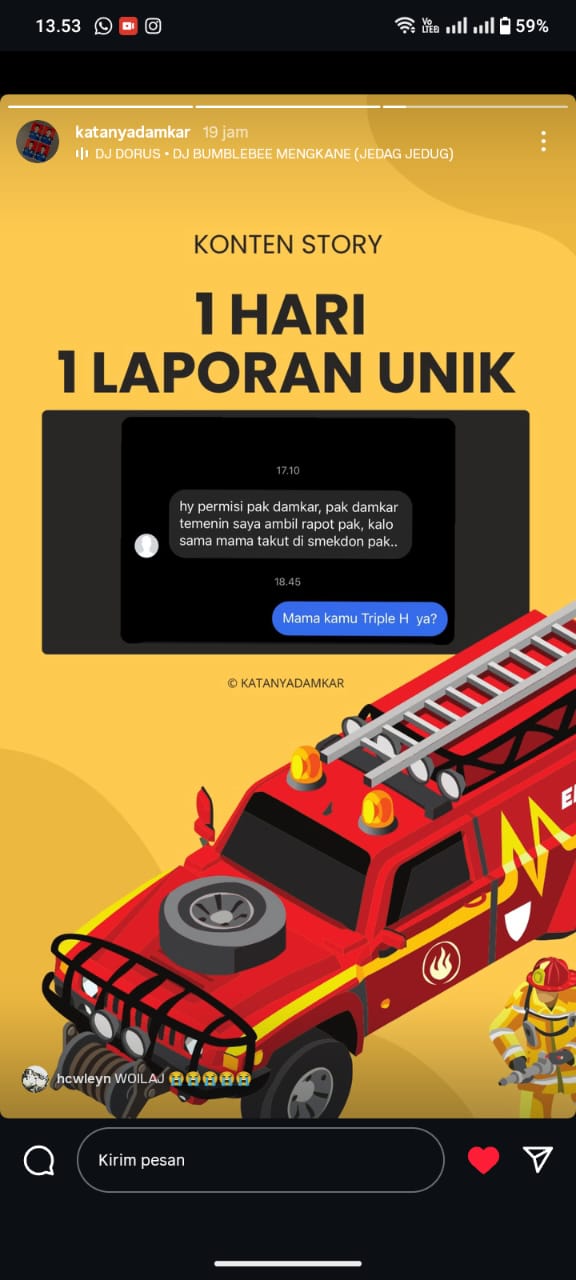 13.53
Vo
LTE
59%
katanyadamkar 19 jam
DJ DORUS • DJ BUMBLEBEE MENGKANE (JEDAG JEDUG)
KONTEN STORY
1 HARI
1 LAPORAN UNIK
17.10
hy permisi pak damkar, pak damkar
temenin saya ambil rapot pak, kalo
sama mama takut di smekdon pak..
18.45
Mama kamu Triple H ya?
© KATANYADAMKAR
hcwleyn WOILAJ 😭😭😭😭😭
Kirim pesan